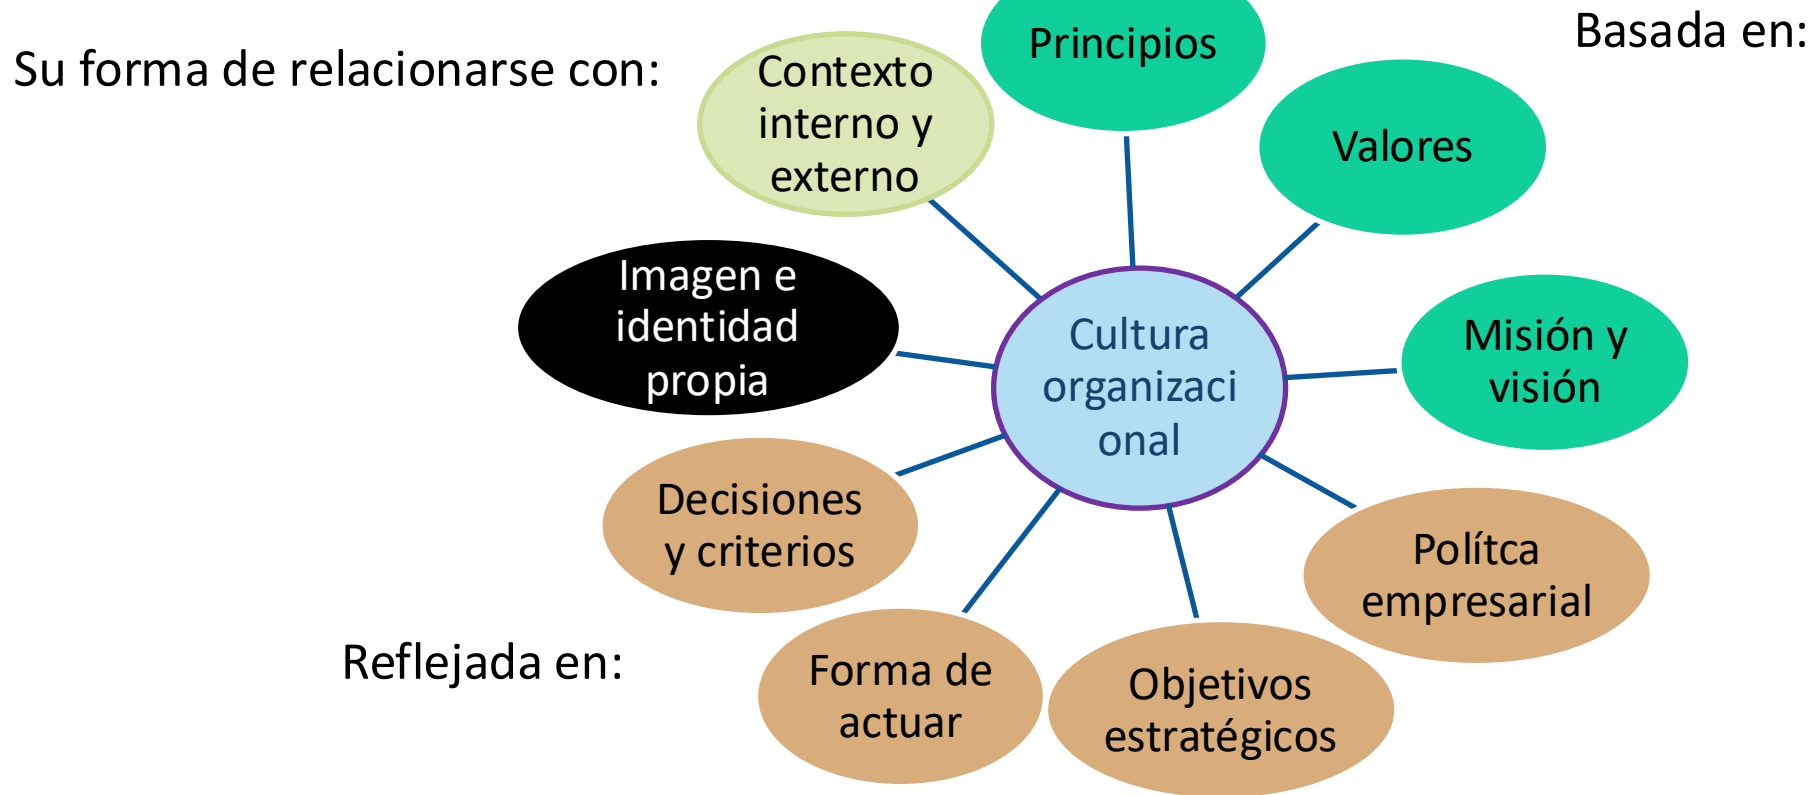 Principios
Basada en:
Su forma de relacionarse con:
Contexto
interno y
externo
Valores
Imagen e
identidad
propia
Cultura
organizaci
onal
Misión y
visión
Decisiones
y criterios
Polítca
empresarial
Reflejada en:
Forma de
actuar
Objetivos
estratégicos